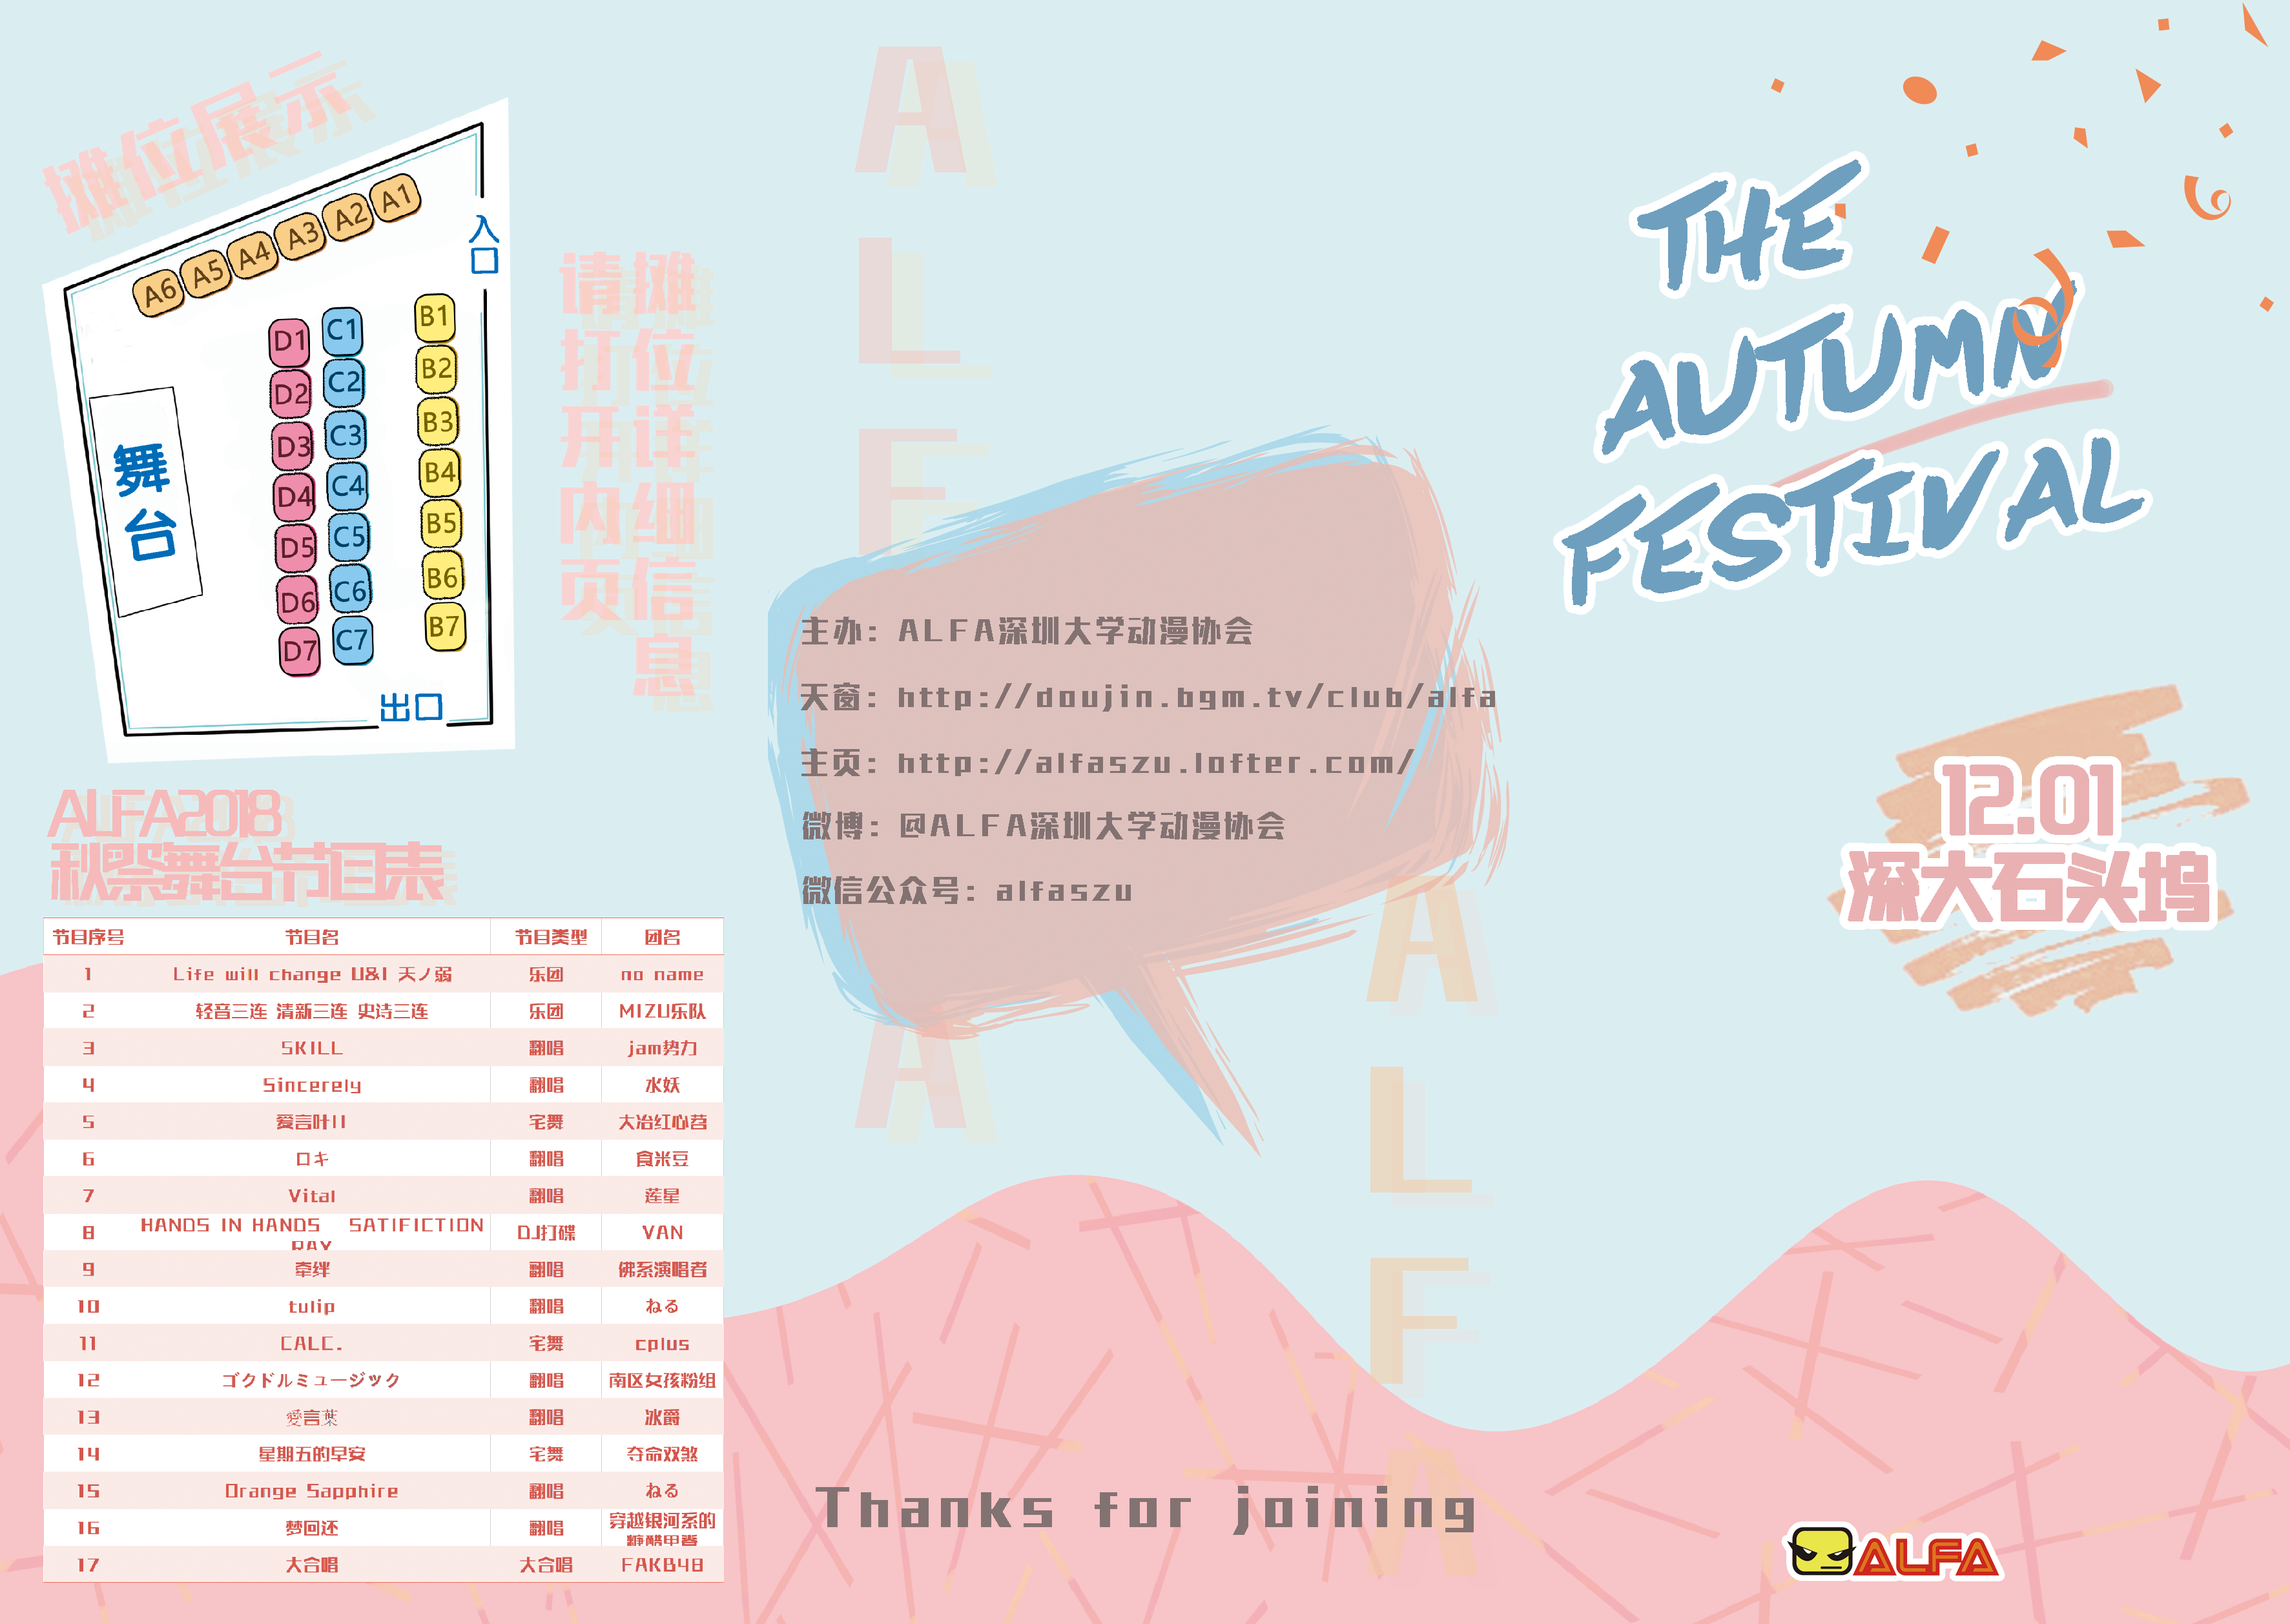 摊位展示
A6 A5 A4 A3 A2 A1
入口
D1 C1 B1
D2 C2 B2
D3 C3 B3
D4 C4 B4
D5 C5 B5
D6 C6 B6
D7 C7 B7
舞台
出口
摊位详细信息
请打开内页
ALFA2018
秋祭舞台节目表
节目序号 节目名 节目类型 团名
1 Life will change U&I 天ノ弱 乐团 no name
2 轻音三连 清新三连 史诗三连 乐团 MIZU乐队
3 SKILL 翻唱 jam势力
4 Sincerely 翻唱 水妖
5 爱言叶II 宅舞 大冶红心苕
6 ロキ 翻唱 食米豆
7 Vital 翻唱 莲星
8 HANDS IN HANDS SATIFICTION RAY DJ打碟 VAN
9 牵绊 翻唱 佛系演唱者
10 tulip 翻唱 ねる
11 CALC. 宅舞 cplus
12 ゴクドルミュージック 翻唱 南区女孩粉组
13 愛言葉 翻唱 冰爵
14 星期五的早安 宅舞 夺命双煞
15 Orange Sapphire 翻唱 ねる
16 梦回还 翻唱 穿越银河系的
17 大合唱 大合唱 FAKB48
ALFA
主办：ALFA深圳大学动漫协会
天窗：http://doujin.bgm.tv/club/alfa
主页：http://alfaszu.lofter.com/
微博：@ALFA深圳大学动漫协会
微信公众号：alfaszu
ALFA
Thanks for joining
THE
AUTUMN
FESTIVAL
12.01
深大石头坞
ALFA